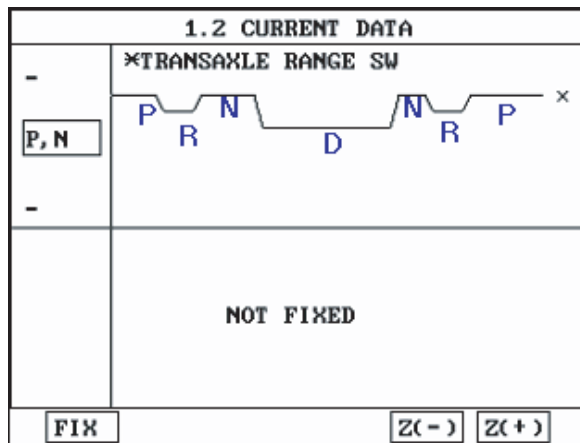 1.2 CURRENT DATA
*TRANSAXLE RANGE SW
-
P, N
-
P R N D N R P ×
NOT FIXED
FIX Z(-) Z(+)